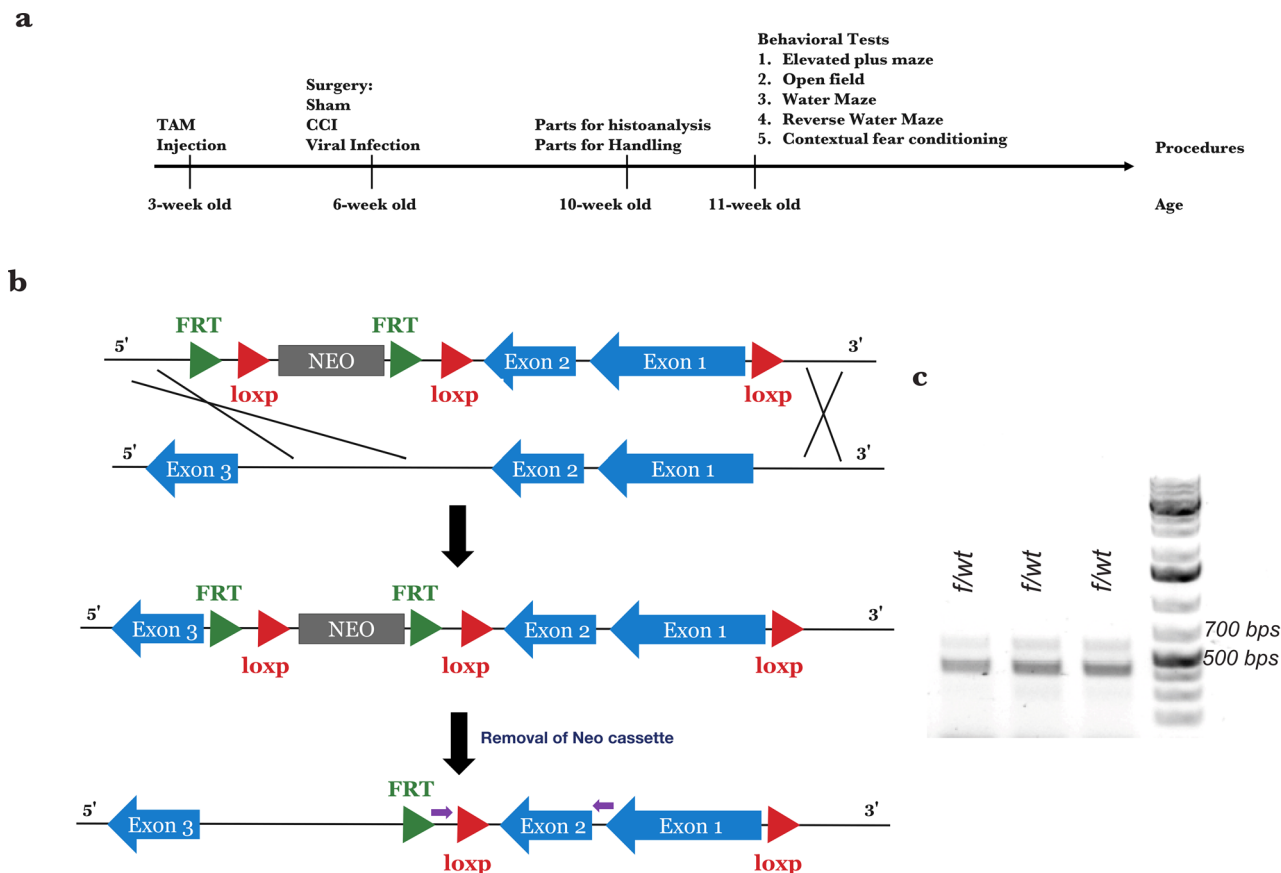 a
Behavioral Tests
1. Elevated plus maze
2. Open field
3. Water Maze
4. Reverse Water Maze
5. Contextual fear conditioning
Surgery:
Sham
CCI
Viral Infection
TAM
Injection
Parts for histoanalysis
Parts for Handling
Procedures
3-week old
6-week old
10-week old
11-week old
Age
b
FRT
FRT
5'
3'
NEO
Exon 2
Exon 1
loxp
loxp
loxp
5'
3'
Exon 3
Exon 2
Exon 1
FRT
FRT
5'
3'
Exon 3
NEO
Exon 2
Exon 1
loxp
loxp
loxp
Removal of Neo cassette
FRT
5'
3'
Exon 3
Exon 2
Exon 1
loxp
loxp
c
f/wt
f/wt
f/wt
700 bps
500 bps